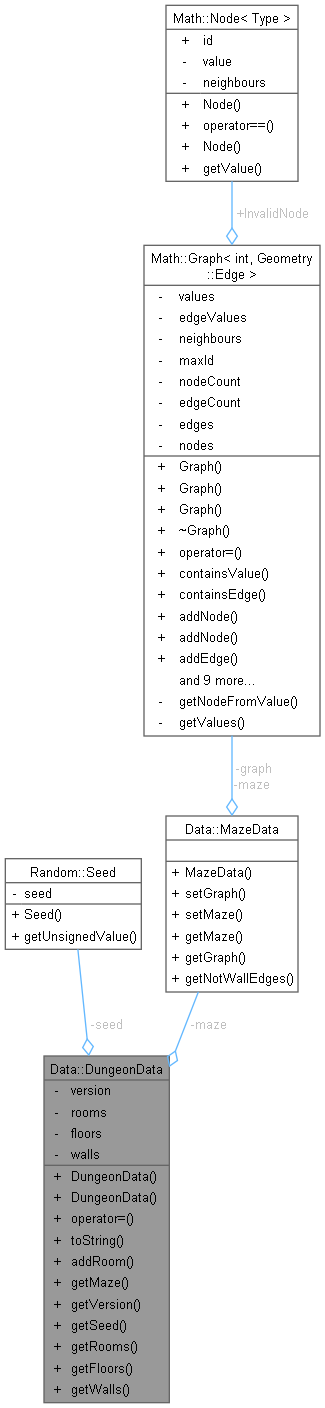 Math::Node< Type >
+ id
- value
- neighbours
+ Node()
+ operator==()
+ Node()
+ getValue()
+InvalidNode
Math::Graph< int, Geometry
::Edge >
- values
- edgeValues
- neighbours
- maxId
- nodeCount
- edgeCount
- edges
- nodes
+ Graph()
+ Graph()
+ Graph()
+ ~Graph()
+ operator=()
+ containsValue()
+ containsEdge()
+ addNode()
+ addNode()
+ addEdge()
and 9 more...
- getNodeFromValue()
- getValues()
-graph
-maze
Data::MazeData
+ MazeData()
+ setGraph()
+ setMaze()
+ getMaze()
+ getGraph()
+ getNotWallEdges()
Random::Seed
- seed
+ Seed()
+ getUnsignedValue()
-seed
-maze
Data::DungeonData
- version
- rooms
- floors
- walls
+ DungeonData()
+ DungeonData()
+ operator=()
+ toString()
+ addRoom()
+ getMaze()
+ getVersion()
+ getSeed()
+ getRooms()
+ getFloors()
+ getWalls()